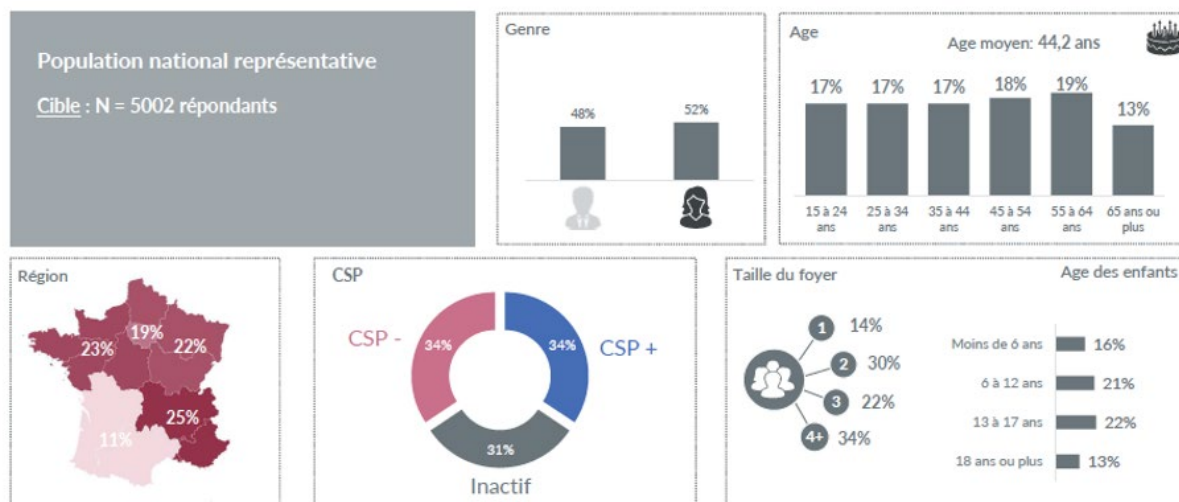 Population national représentative
Cible : N = 5002 répondants
Genre
48%
52%
Age
Age moyen: 44,2 ans
17%
17%
17%
18%
19%
13%
15 à 24
ans
25 à 34
ans
35 à 44
ans
45 à 54
ans
55 à 64
ans
65 ans ou
plus
Région
19%
23%
22%
25%
11%
CSP
CSP -
34%
34%
CSP +
31%
Inactif
Taille du foyer
1 14%
2 30%
3 22%
4+ 34%
Age des enfants
Moins de 6 ans 16%
6 à 12 ans 21%
13 à 17 ans 22%
18 ans ou plus 13%